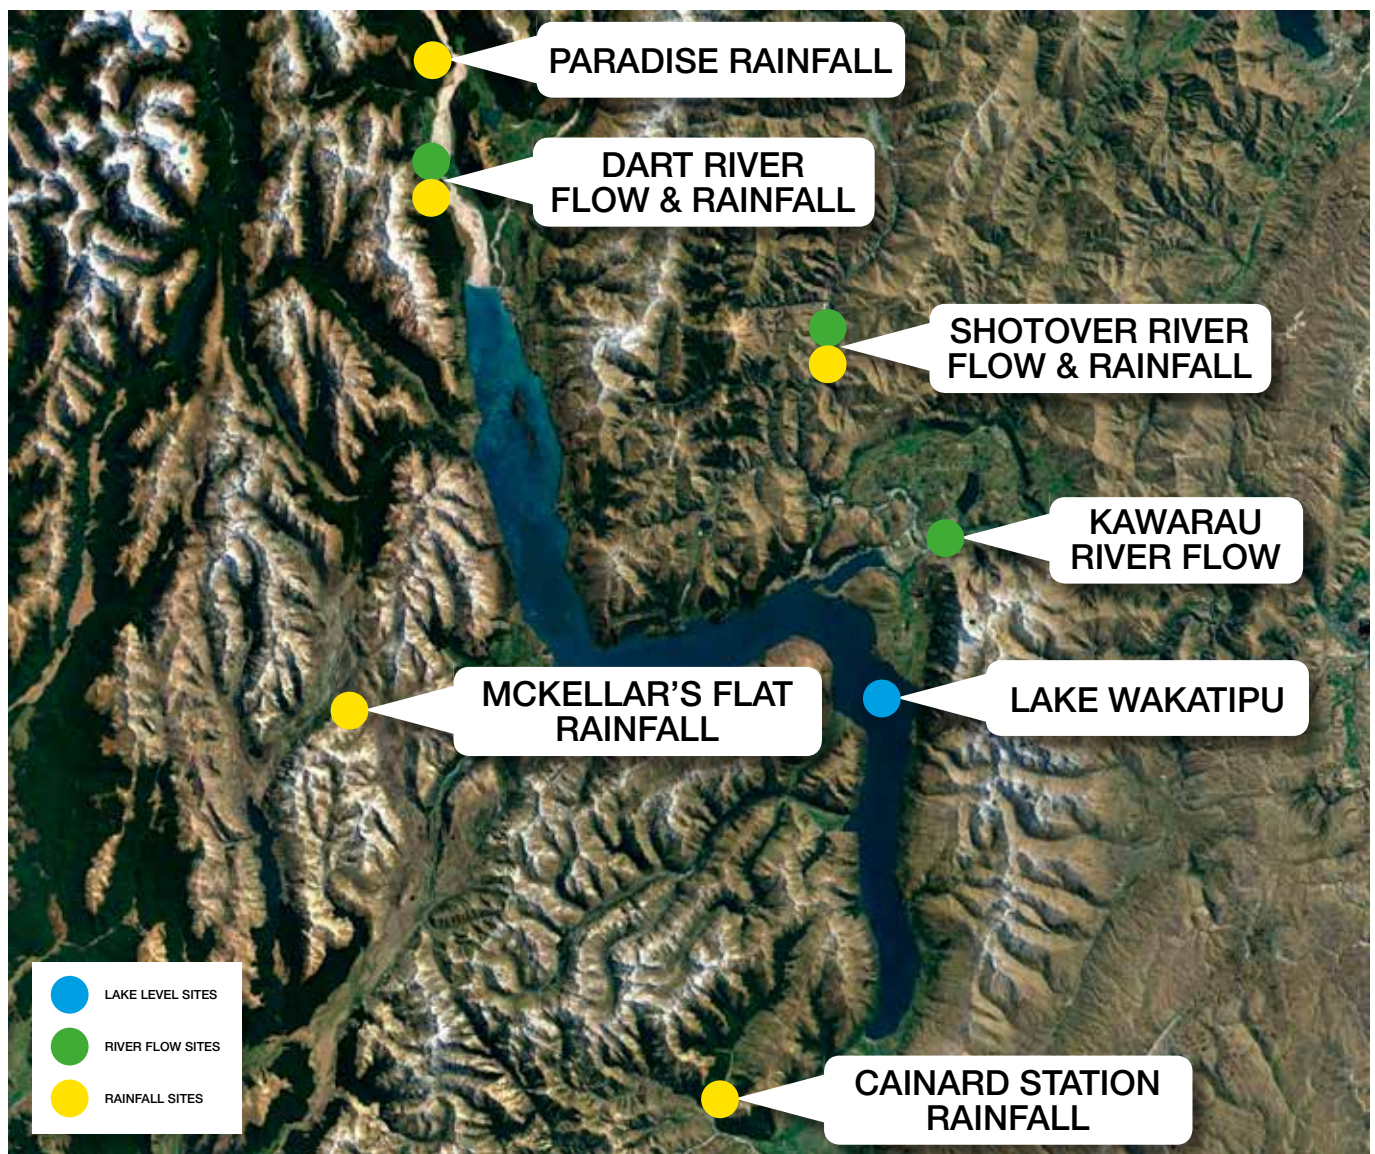 PARADISE RAINFALL
DART RIVER
FLOW & RAINFALL
SHOTOVER RIVER
FLOW & RAINFALL
KAWARAU
RIVER FLOW
MCKELLAR’S FLAT
RAINFALL
LAKE WAKATIPU
LAKE LEVEL SITES
RIVER FLOW SITES
RAINFALL SITES
CAINARD STATION
RAINFALL